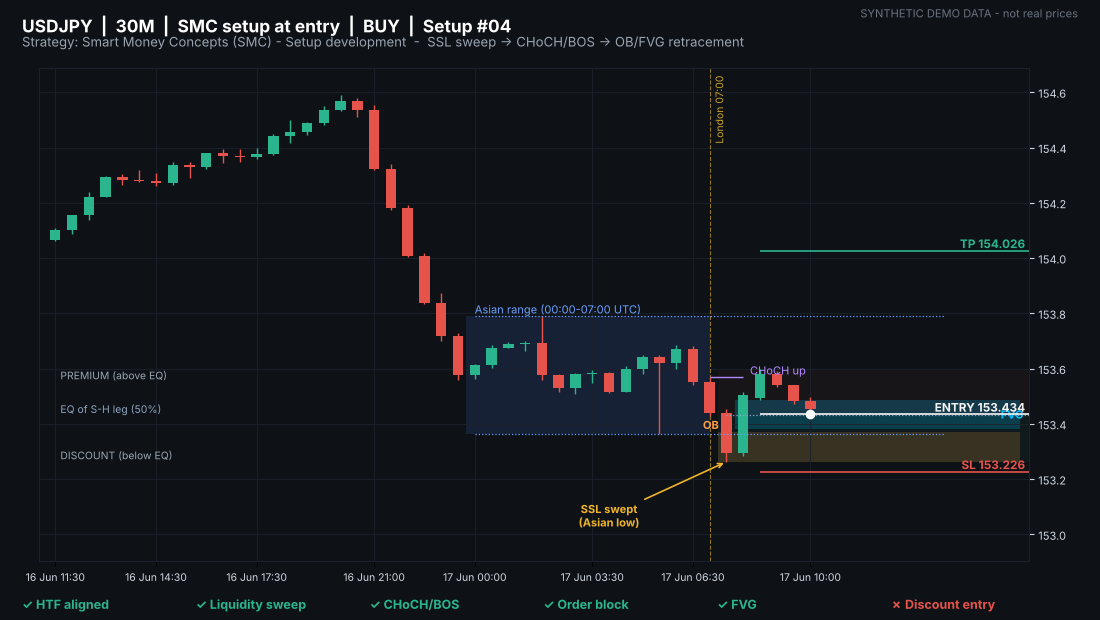 SYNTHETIC DEMO DATA - not real prices
USDJPY | 30M | SMC setup at entry | BUY | Setup #04
Strategy: Smart Money Concepts (SMC) - Setup development - SSL sweep → CHoCH/BOS → OB/FVG retracement
London 07:00
154.6
154.4
154.2
TP 154.026
154.0
Asian range (00:00-07:00 UTC)
153.8
PREMIUM (above EQ)
CHoCH up
153.6
EQ of S-H leg (50%)
ENTRY 153.434
FVG
OB
153.4
DISCOUNT (below EQ)
SL 153.226
153.2
SSL swept
(Asian low)
153.0
16 Jun 11:30
16 Jun 14:30
16 Jun 17:30
16 Jun 21:00
17 Jun 00:00
17 Jun 03:30
17 Jun 06:30
17 Jun 10:00
✓ HTF aligned
✓ Liquidity sweep
✓ CHoCH/BOS
✓ Order block
✓ FVG
× Discount entry